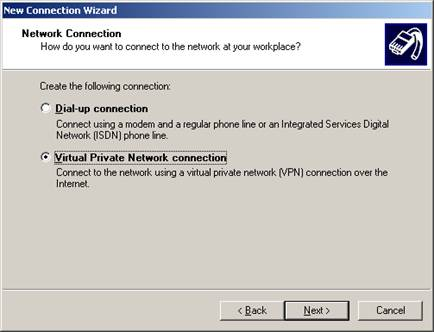 New Connection Wizard
Network Connection
How do you want to connect to the network at your workplace?
Create the following connection:
Dial-up connection
Connect using a modem and a regular phone line or an Integrated Services Digital
Network (ISDN) phone line.
Virtual Private Network connection
Connect to the network using a virtual private network (VPN) connection over the
Internet.
< Back
Next >
Cancel